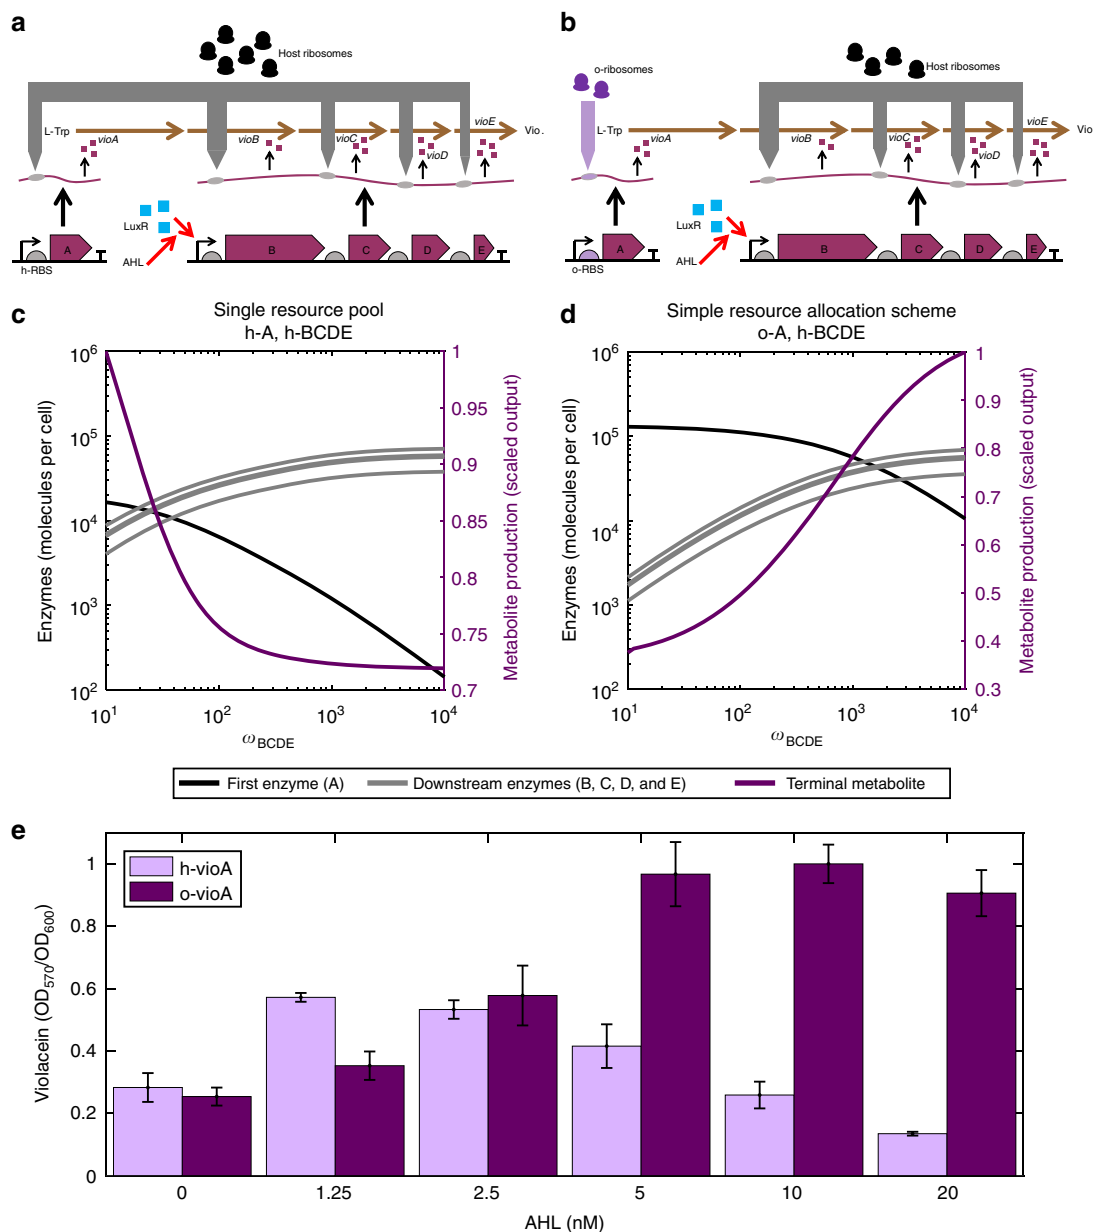 a
Host ribosomes
L-Trp
vioA
vioB
vioC
vioD
vioE
Vio.
LuxR
AHL
A
B
C
D
E
h-RBS
b
o-ribosomes
Host ribosomes
L-Trp
vioA
vioB
vioC
vioD
vioE
Vio
LuxR
AHL
A
B
C
D
E
o-RBS
c
Single resource pool
h-A, h-BCDE
Enzymes (molecules per cell)
10^6
10^5
10^4
10^3
10^2
10^1
10^2
10^3
10^4
ω_BCDE
1
0.95
0.9
0.85
0.8
0.75
0.7
Metabolite production (scaled output)
d
Simple resource allocation scheme
o-A, h-BCDE
Enzymes (molecules per cell)
10^6
10^5
10^4
10^3
10^2
10^1
10^2
10^3
10^4
ω_BCDE
1
0.9
0.8
0.7
0.6
0.5
0.4
0.3
Metabolite production (scaled output)
First enzyme (A)
Downstream enzymes (B, C, D, and E)
Terminal metabolite
e
h-vioA
o-vioA
Violacein (OD_570/OD_600)
1
0.8
0.6
0.4
0.2
0
0
1.25
2.5
5
10
20
AHL (nM)